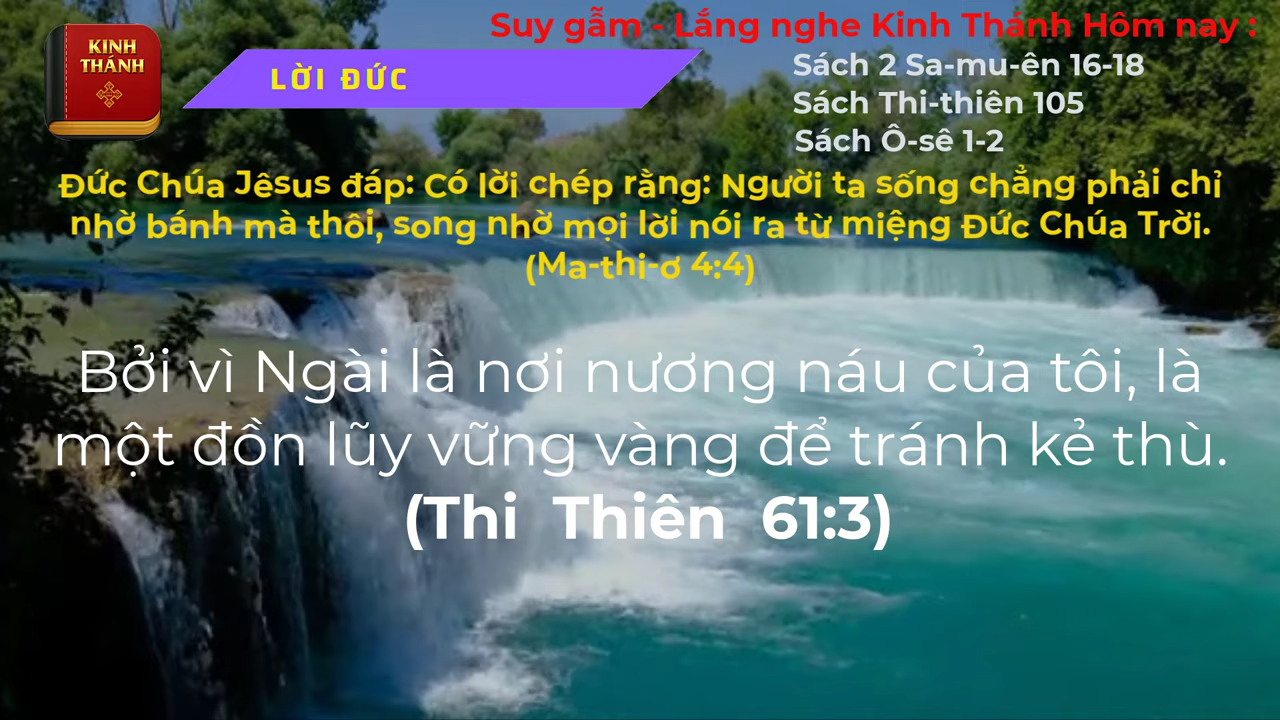 Suy gẫm - Lắng nghe Kinh Thánh Hôm nay :
KINH
THÁNH
LỜI ĐỨC
Sách 2 Sa-mu-ên 16-18
Sách Thi-thiên 105
Sách Ô-sê 1-2
Đức Chúa Jêsus đáp: Có lời chép rằng: Người ta sống chẳng phải chỉ
nhờ bánh mà thôi, song nhờ mọi lời nói ra từ miệng Đức Chúa Trời.
(Ma-thi-ơ 4:4)
Bởi vì Ngài là nơi nương náu của tôi, là
một đồn lũy vững vàng để tránh kẻ thù.
(Thi Thiên 61:3)